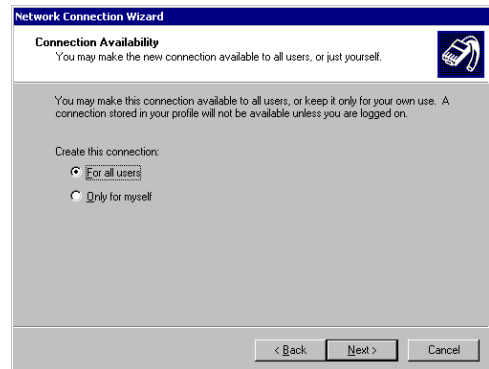 Network Connection Wizard
Connection Availability
You may make the new connection available to all users, or just yourself.
You may make this connection available to all users, or keep it only for your own use. A
connection stored in your profile will not be available unless you are logged on.
Create this connection:
For all users
Only for myself
< Back Next > Cancel